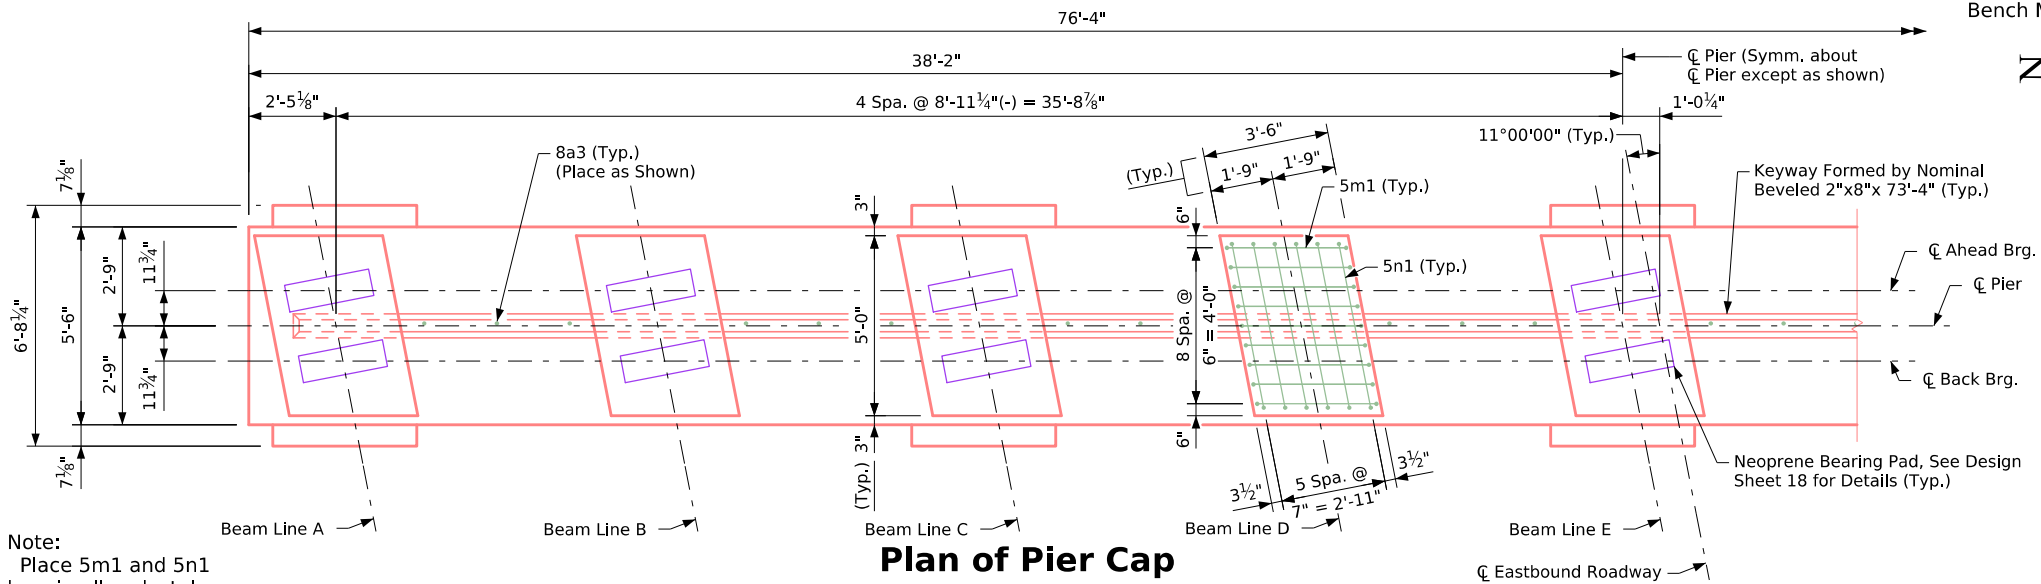 76'-4"
Bench M
38'-2"
℄ Pier (Symm. about
℄ Pier except as shown)
N
2'-5⅛"
4 Spa. @ 8'-11¼"(-) = 35'-8⅞"
1'-0¼"
11°00'00" (Typ.)
3'-6"
1'-9"
1'-9"
(Typ.)
8a3 (Typ.)
(Place as Shown)
5m1 (Typ.)
5n1 (Typ.)
Keyway Formed by Nominal
Beveled 2"x8"x 73'-4" (Typ.)
7⅛"
6'-8¼"
5'-6"
2'-9"
2'-9"
11¾"
11¾"
7⅛"
3"
5'-0"
3"
(Typ.)
6"
8 Spa. @
6" = 4'-0"
6"
℄ Ahead Brg.
℄ Pier
℄ Back Brg.
3½"
5 Spa. @
7" = 2'-11"
3½"
Neoprene Bearing Pad, See Design
Sheet 18 for Details (Typ.)
Beam Line A
Beam Line B
Beam Line C
Beam Line D
Beam Line E
℄ Eastbound Roadway
Plan of Pier Cap
Note:
Place 5m1 and 5n1